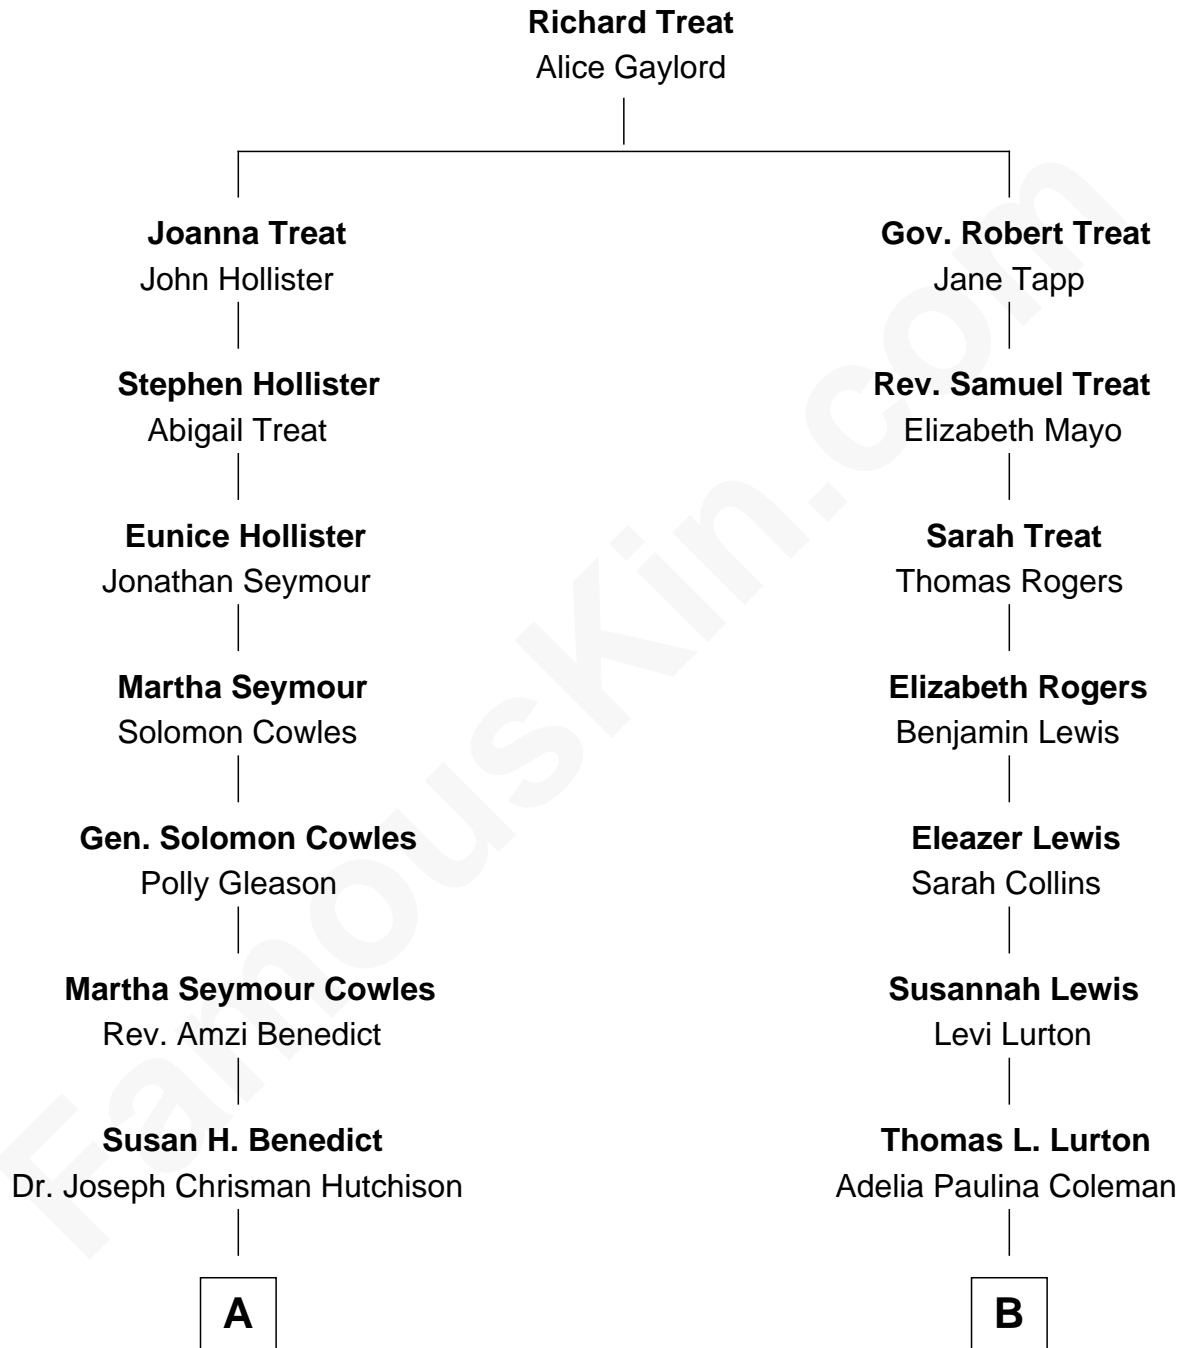 Richard Treat
Alice Gaylord
Joanna Treat
John Hollister
Gov. Robert Treat
Jane Tapp
Stephen Hollister
Abigail Treat
Rev. Samuel Treat
Elizabeth Mayo
Eunice Hollister
Jonathan Seymour
Sarah Treat
Thomas Rogers
Martha Seymour
Solomon Cowles
Elizabeth Rogers
Benjamin Lewis
Gen. Solomon Cowles
Polly Gleason
Eleazer Lewis
Sarah Collins
Martha Seymour Cowles
Rev. Amzi Benedict
Susannah Lewis
Levi Lurton
Susan H. Benedict
Dr. Joseph Chrisman Hutchison
Thomas L. Lurton
Adelia Paulina Coleman
A
B
FamousKin.com